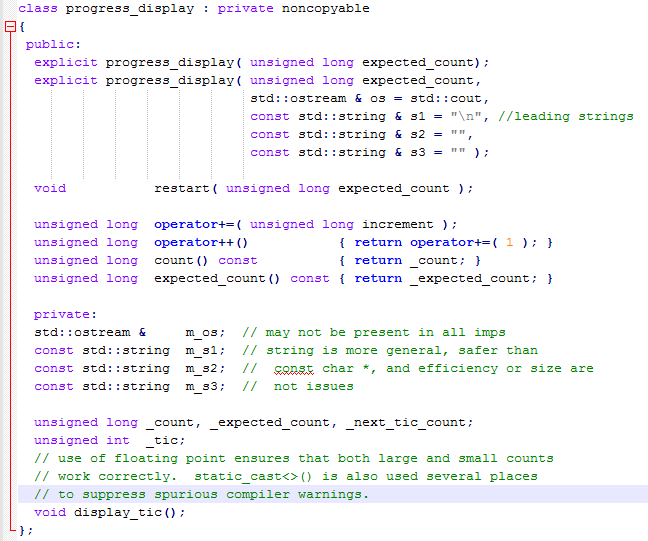 class progress_display : private noncopyable
{
 public:
  explicit progress_display( unsigned long expected_count);
  explicit progress_display( unsigned long expected_count,
                             std::ostream & os = std::cout,
                             const std::string & s1 = "\n", //leading strings
                             const std::string & s2 = "",
                             const std::string & s3 = "" );

  void           restart( unsigned long expected_count );

  unsigned long  operator+=( unsigned long increment );
  unsigned long  operator++()           { return operator+=( 1 ); }
  unsigned long  count() const          { return _count; }
  unsigned long  expected_count() const { return _expected_count; }

  private:
  std::ostream &     m_os;  // may not be present in all imps
  const std::string  m_s1;  // string is more general, safer than
  const std::string  m_s2;  //  const char *, and efficiency or size are
  const std::string  m_s3;  //  not issues

  unsigned long _count, _expected_count, _next_tic_count;
  unsigned int  _tic;
  // use of floating point ensures that both large and small counts
  // work correctly.  static_cast<>() is also used several places
  // to suppress spurious compiler warnings.
  void display_tic();
};